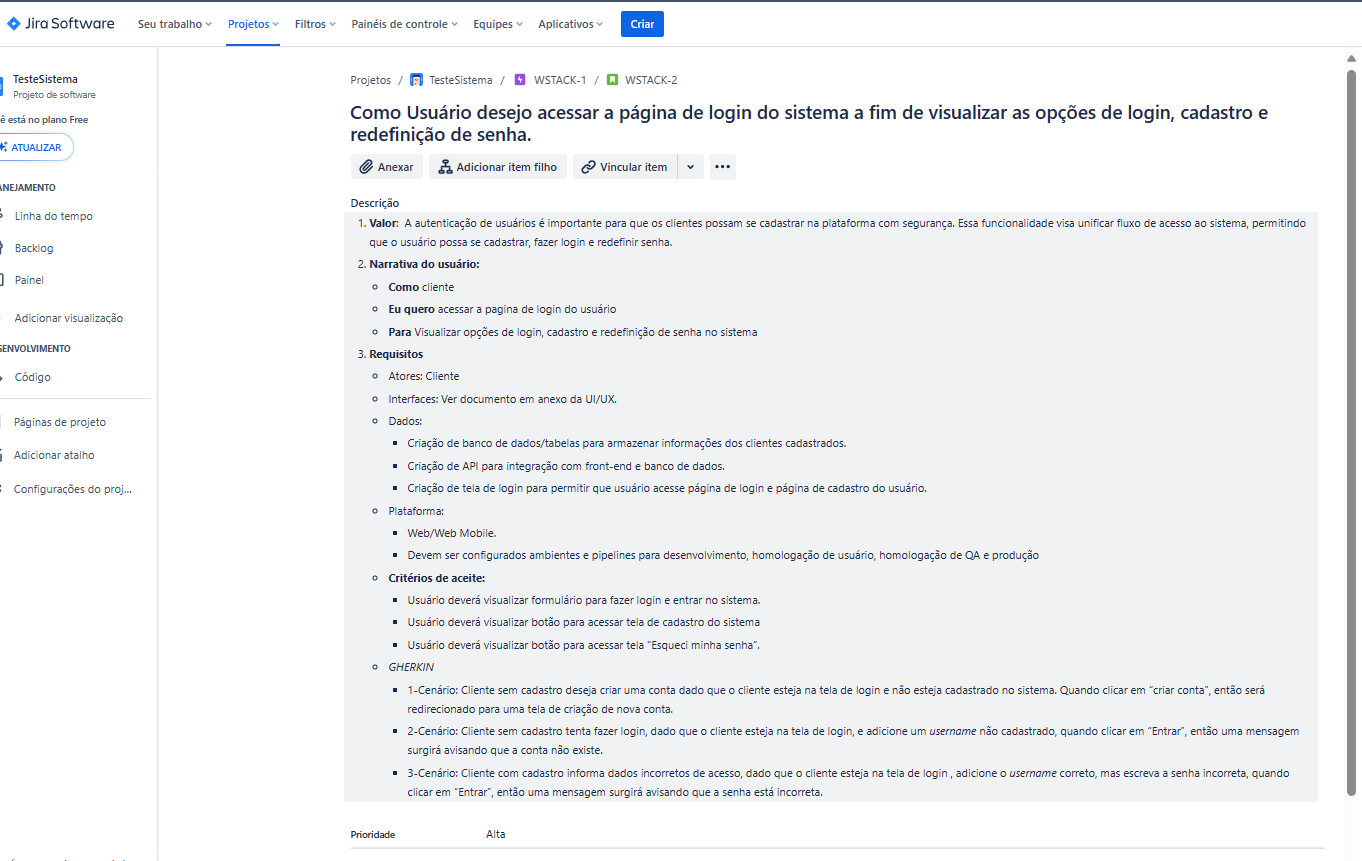 Jira Software Seu trabalho Projetos Filtros Painéis de controle Equipes Aplicativos Criar
TesteSistema
Projeto de software
é está no plano Free
ATUALIZAR
ANEJAMENTO
Linha do tempo
Backlog
Painel
Adicionar visualização
SENVOLVIMENTO
Código
Páginas de projeto
Adicionar atalho
Configurações do proj...
Projetos / TesteSistema / WSTACK-1 / WSTACK-2
Como Usuário desejo acessar a página de login do sistema a fim de visualizar as opções de login, cadastro e
redefinição de senha.
Anexar Adicionar item filho Vincular item
Descrição
1. Valor: A autenticação de usuários é importante para que os clientes possam se cadastrar na plataforma com segurança. Essa funcionalidade visa unificar fluxo de acesso ao sistema, permitindo
que o usuário possa se cadastrar, fazer login e redefinir senha.
2. Narrativa do usuário:
Como cliente
Eu quero acessar a pagina de login do usuário
Para Visualizar opções de login, cadastro e redefinição de senha no sistema
3. Requisitos
Atores: Cliente
Interfaces: Ver documento em anexo da UI/UX.
Dados:
Criação de banco de dados/tabelas para armazenar informações dos clientes cadastrados.
Criação de API para integração com front-end e banco de dados.
Criação de tela de login para permitir que usuário acesse página de login e página de cadastro do usuário.
Plataforma:
Web/Web Mobile.
Devem ser configurados ambientes e pipelines para desenvolvimento, homologação de usuário, homologação de QA e produção
Critérios de aceite:
Usuário deverá visualizar formulário para fazer login e entrar no sistema.
Usuário deverá visualizar botão para acessar tela de cadastro do sistema
Usuário deverá visualizar botão para acessar tela “Esqueci minha senha”.
GHERKIN
1-Cenário: Cliente sem cadastro deseja criar uma conta dado que o cliente esteja na tela de login e não esteja cadastrado no sistema. Quando clicar em “criar conta”, então será
redirecionado para uma tela de criação de nova conta.
2-Cenário: Cliente sem cadastro tenta fazer login, dado que o cliente esteja na tela de login, e adicione um username não cadastrado, quando clicar em “Entrar”, então uma mensagem
surgirá avisando que a conta não existe.
3-Cenário: Cliente com cadastro informa dados incorretos de acesso, dado que o cliente esteja na tela de login , adicione o username correto, mas escreva a senha incorreta, quando
clicar em “Entrar”, então uma mensagem surgirá avisando que a senha está incorreta.
Prioridade Alta